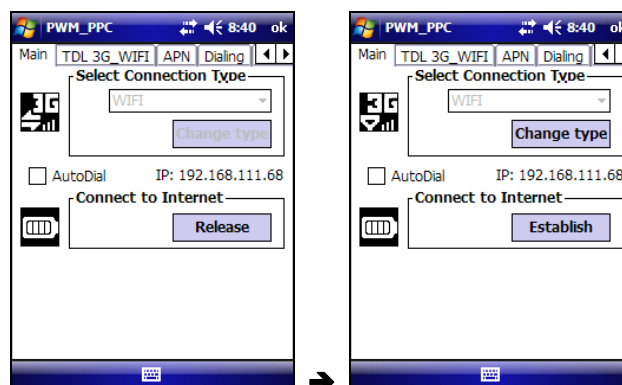 PWM_PPC 8:40 ok
Main TDL 3G_WIFI APN Dialing
Select Connection Type
3G WIFI
Change type
AutoDial IP: 192.168.111.68
Connect to Internet
Release
PWM_PPC 8:40 ok
Main TDL 3G_WIFI APN Dialing
Select Connection Type
3G WIFI
Change type
AutoDial IP: 192.168.111.68
Connect to Internet
Establish